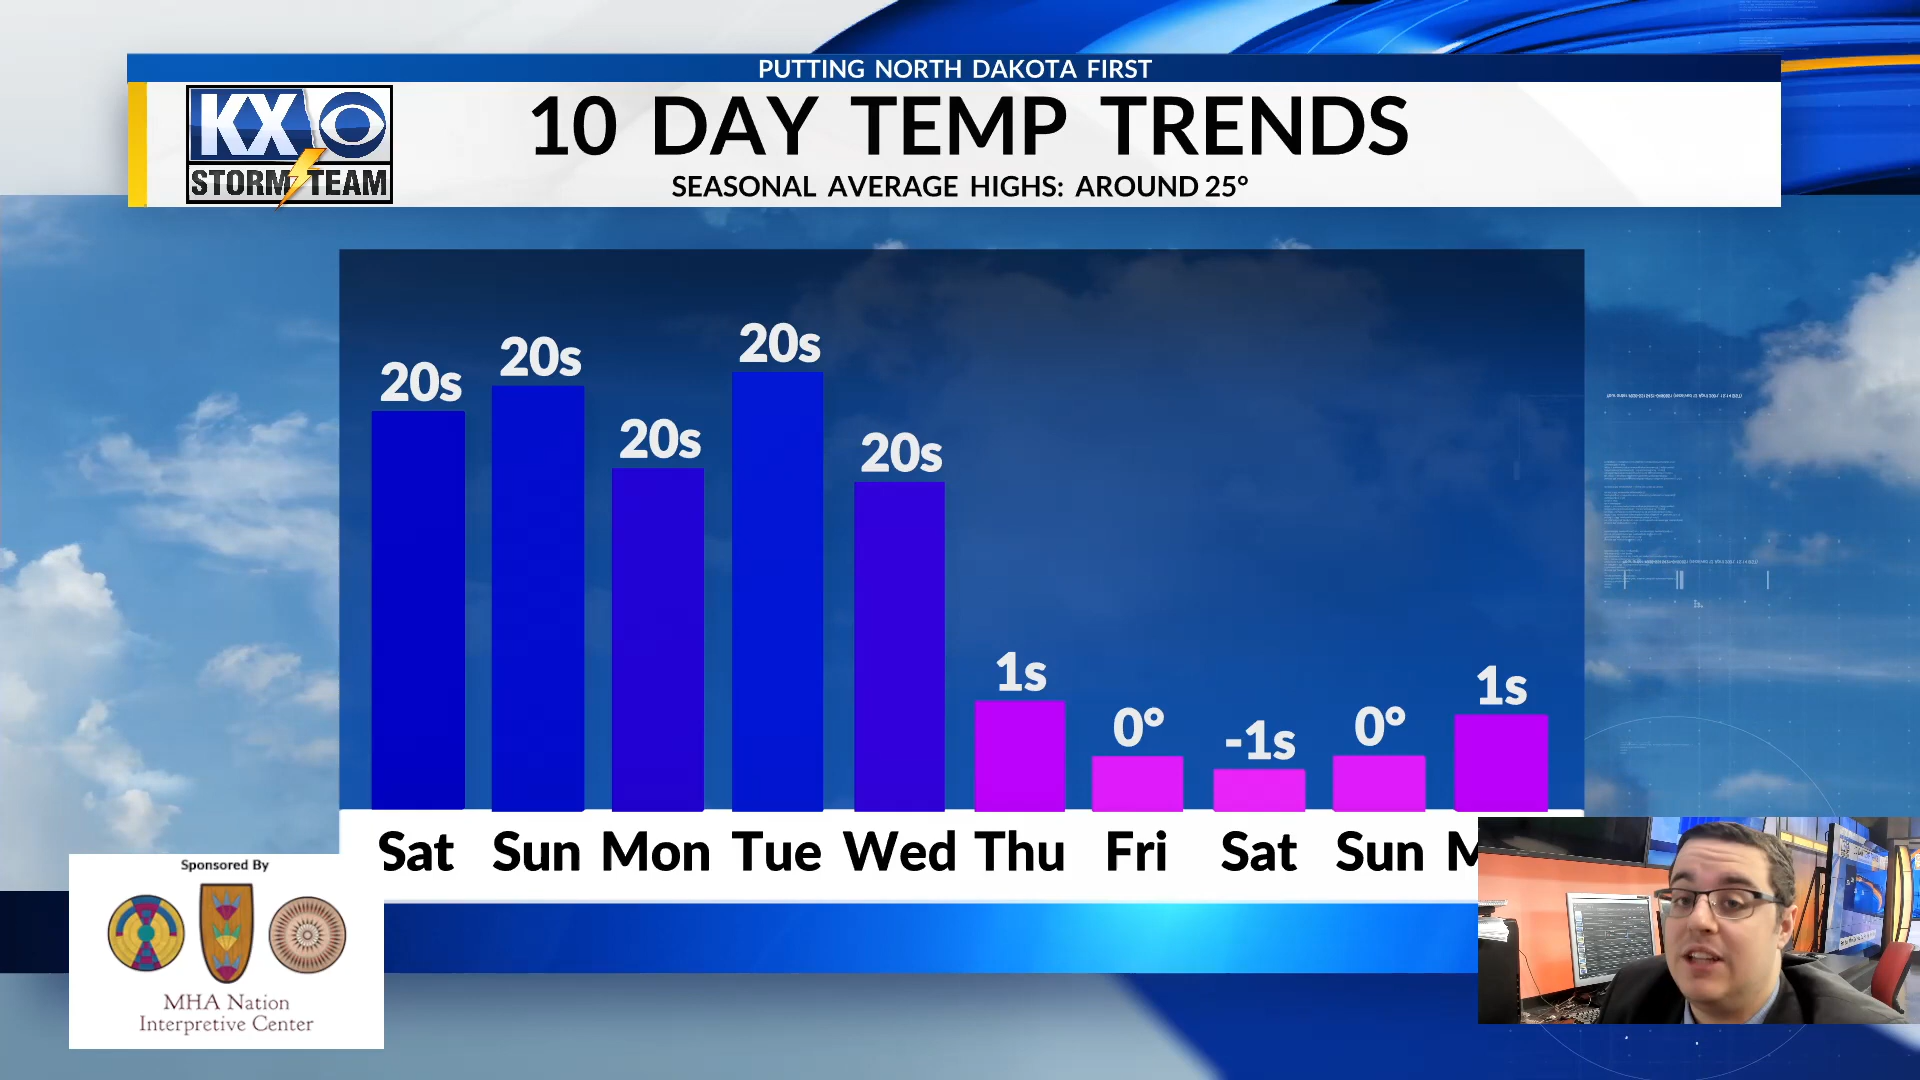 PUTTING NORTH DAKOTA FIRST
KX
STORM TEAM
10 DAY TEMP TRENDS
SEASONAL AVERAGE HIGHS: AROUND 25°
20s
20s
20s
20s
20s
1s
0°
-1s
0°
1s
Sat Sun Mon Tue Wed Thu Fri Sat Sun M
Sponsored By
MHA Nation
Interpretive Center